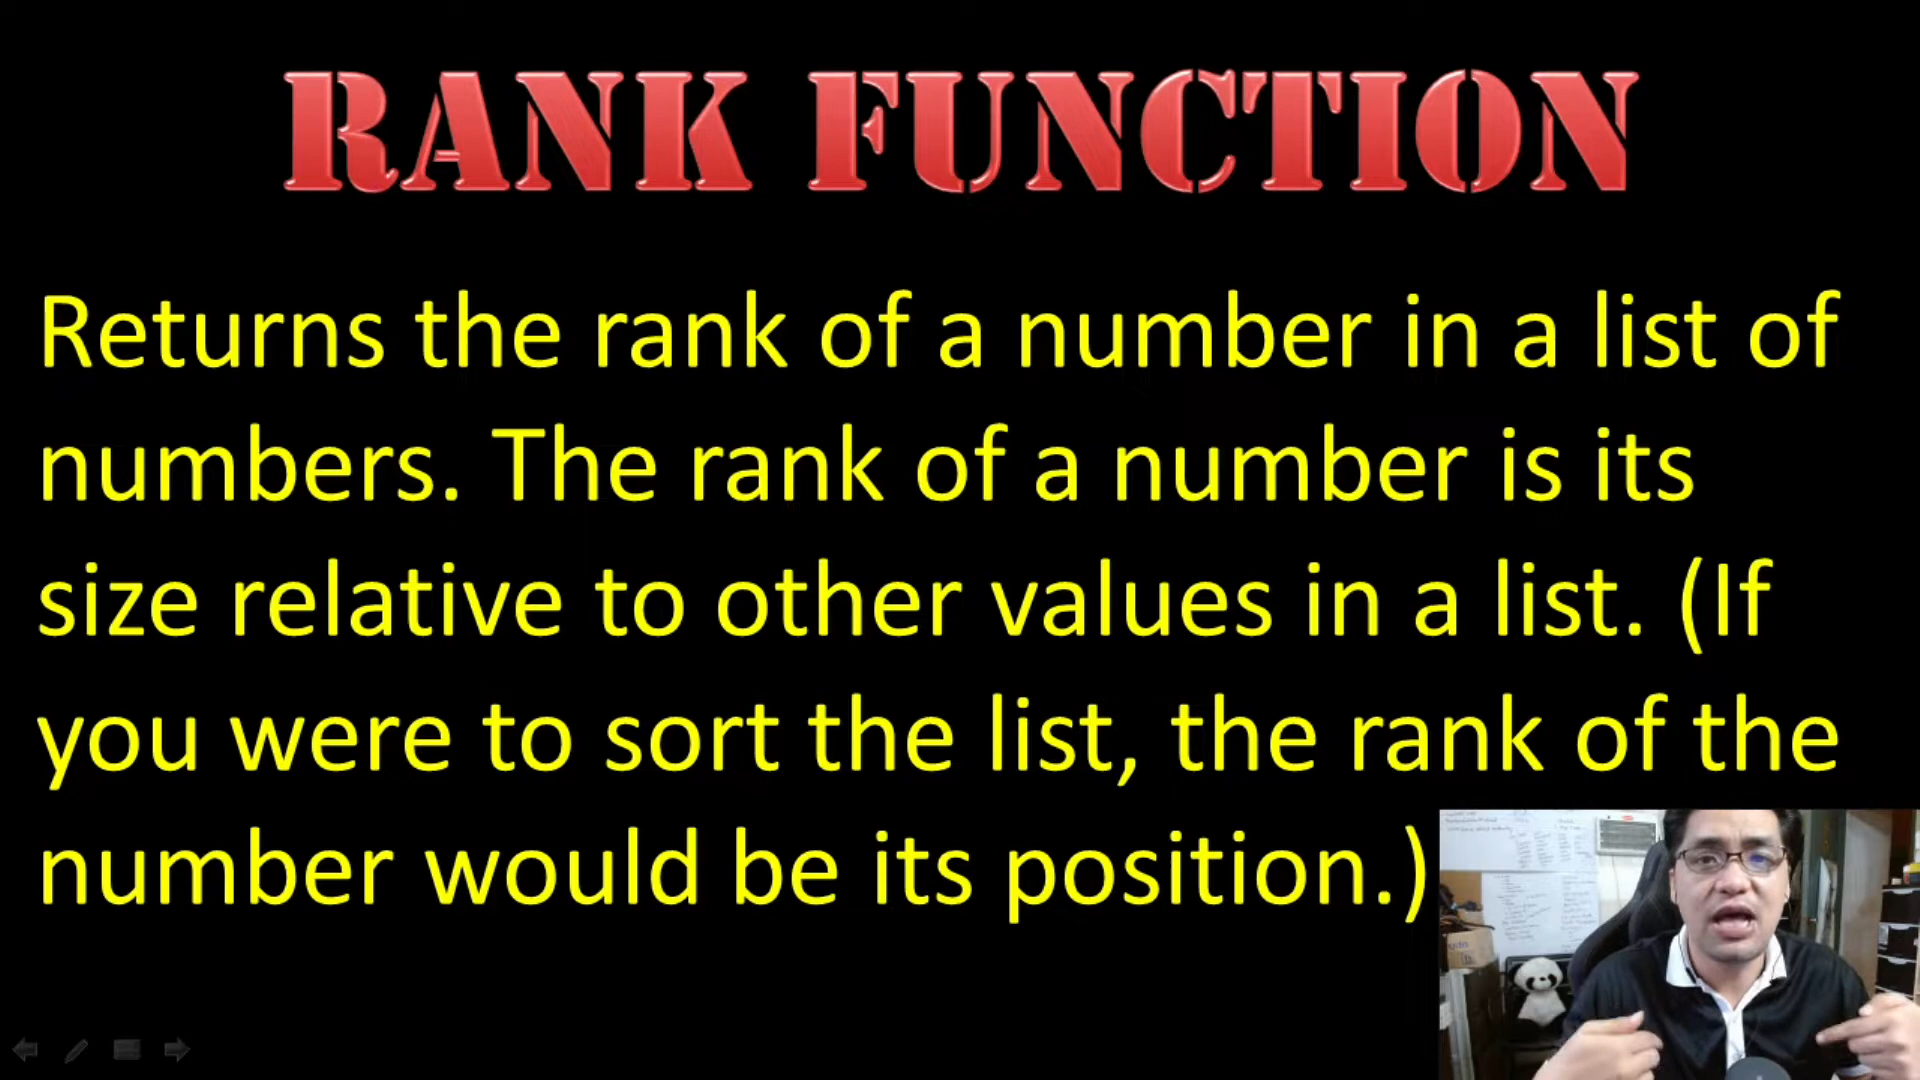 RANK FUNCTION
Returns the rank of a number in a list of
numbers. The rank of a number is its
size relative to other values in a list. (If
you were to sort the list, the rank of the
number would be its position.)